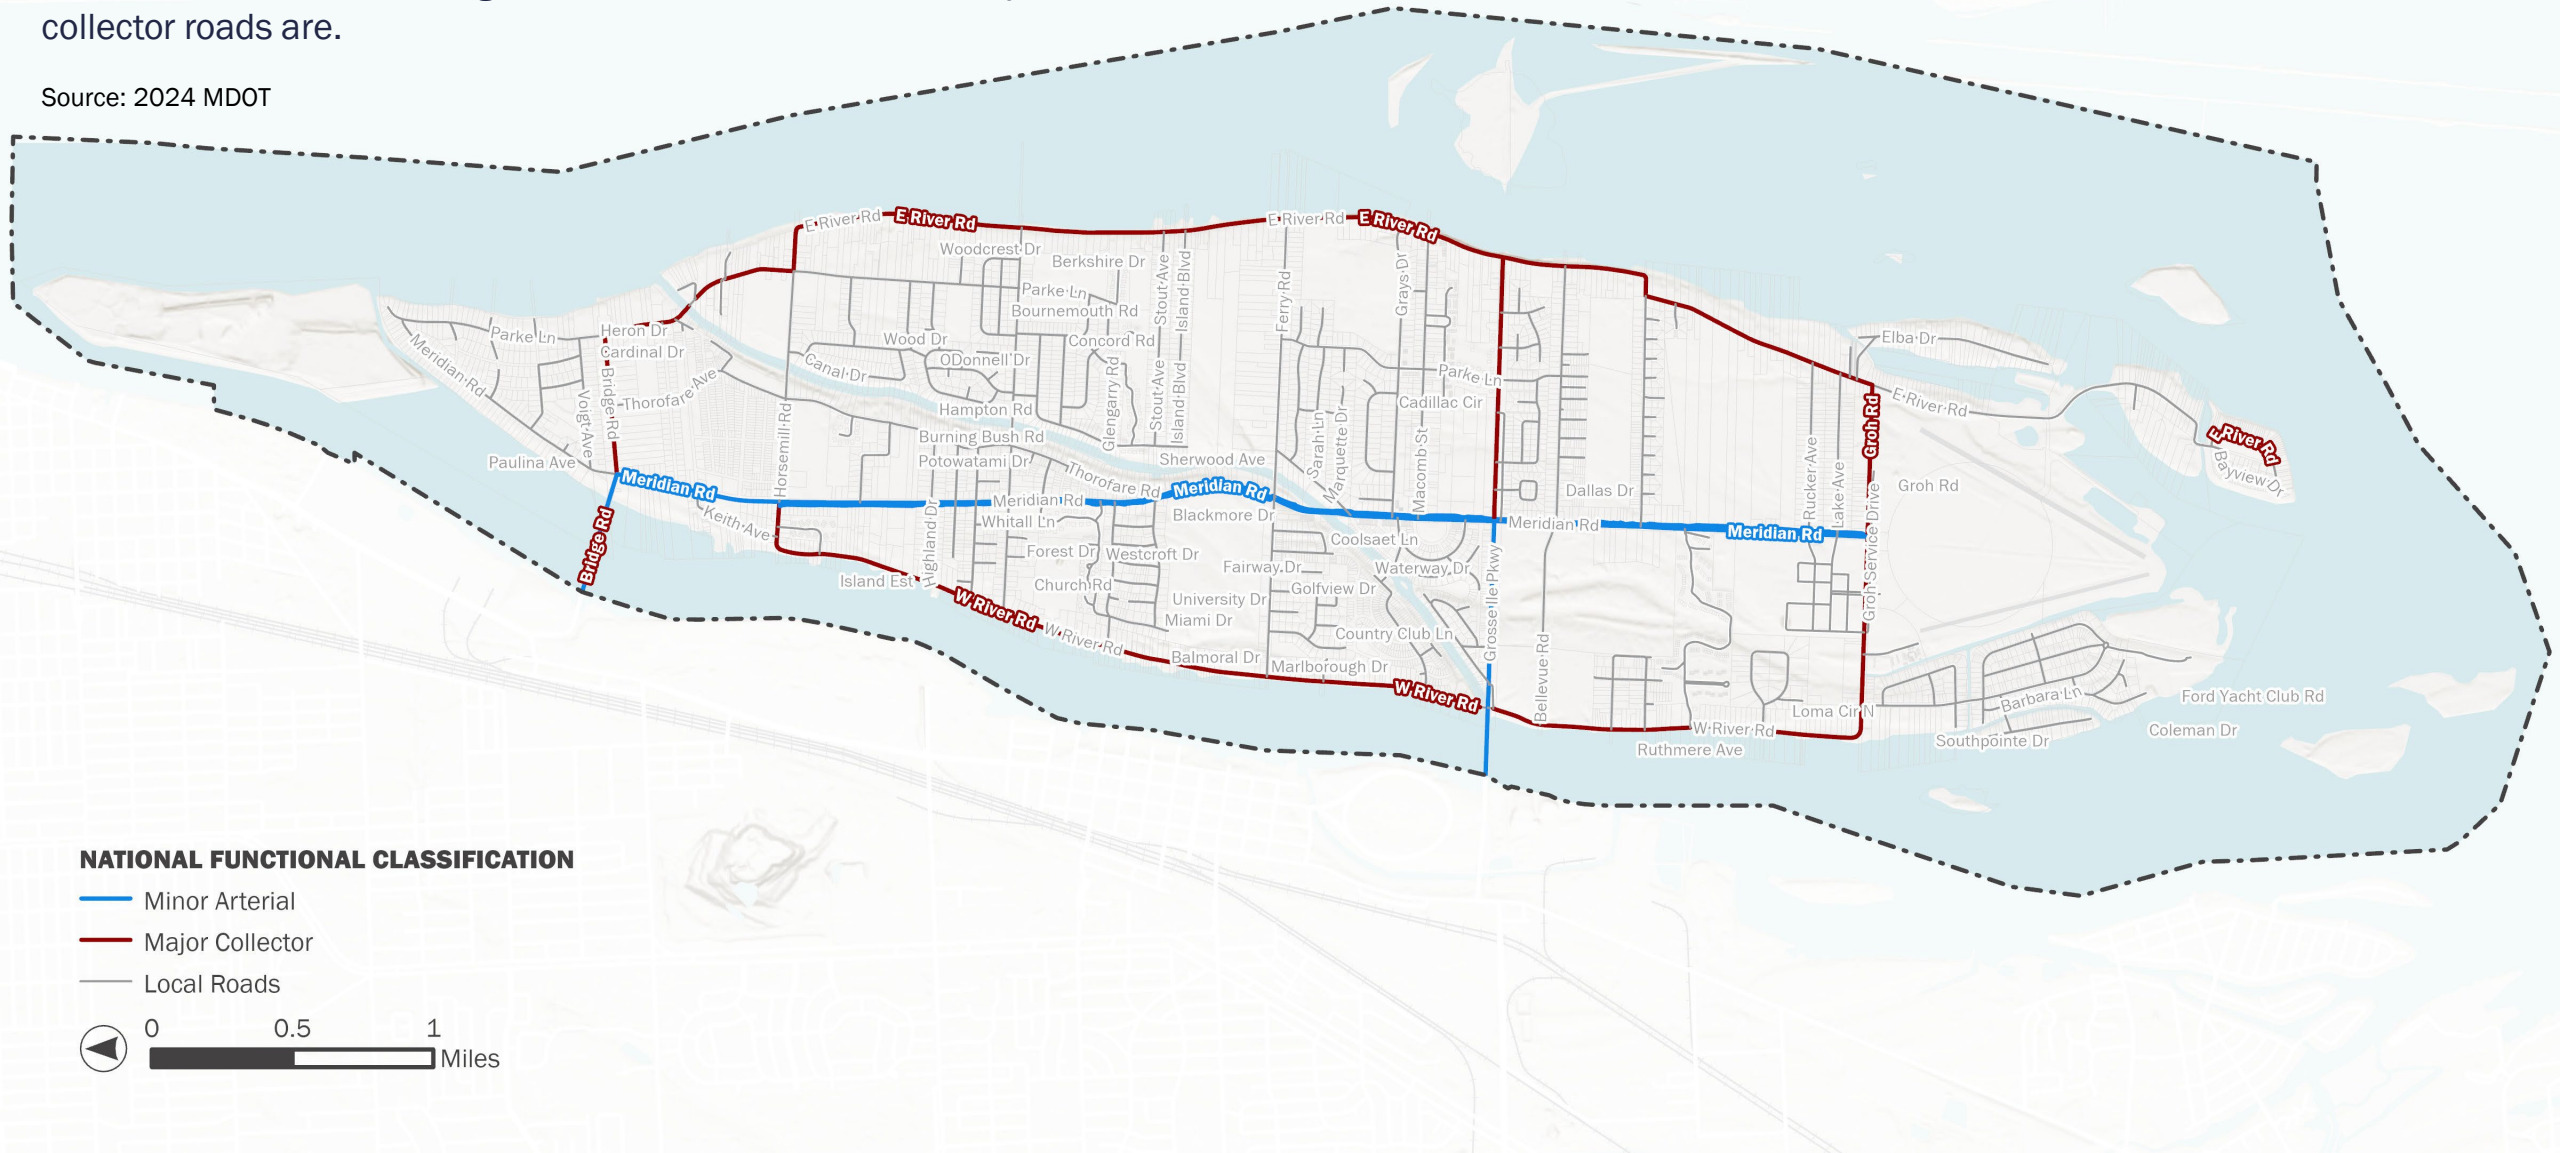 collector roads are.
Source: 2024 MDOT
E River Rd
E River Rd
E River Rd
E River Rd
Woodcrest Dr
Berkshire Dr
Stout Ave
Island Blvd
Ferry Rd
Grays Dr
Parke Ln
Bournemouth Rd
Parke Ln
Heron Dr
Cardinal Dr
Meridian Rd
Bridge Rd
Voigt Ave
Thorofare Ave
Wood Dr
Concord Rd
ODonnell Dr
Canal Dr
Glengarry Rd
Stout Ave
Island Blvd
Parke Ln
Cadillac Cir
Elba Dr
E River Rd
Groh Rd
E River Rd
Bayview Dr
Hampton Rd
Horsemill Rd
Burning Bush Rd
Potowatami Dr
Thorofare Rd
Sherwood Ave
Sarah Ln
Marquette Dr
Macomb St
Rucker Ave
Lake Ave
Groh Rd
Paulina Ave
Meridian Rd
Meridian Rd
Meridian Rd
Dallas Dr
Meridian Rd
Meridian Rd
Groh Service Drive
Keith Ave
Highland Dr
Whitall Ln
Blackmore Dr
Coolsaet Ln
Bridge Rd
Forest Dr
Westcroft Dr
Fairway Dr
Waterway Dr
Grosse Ile Pkwy
Island Est
Church Rd
Golfview Dr
University Dr
W River Rd
W River Rd
Miami Dr
Country Club Ln
Bellevue Rd
Balmoral Dr
Marlborough Dr
W River Rd
W River Rd
Ruthmere Ave
Loma Cir N
Barbara Ln
Ford Yacht Club Rd
Southpointe Dr
Coleman Dr
NATIONAL FUNCTIONAL CLASSIFICATION
Minor Arterial
Major Collector
Local Roads
0 0.5 1
Miles